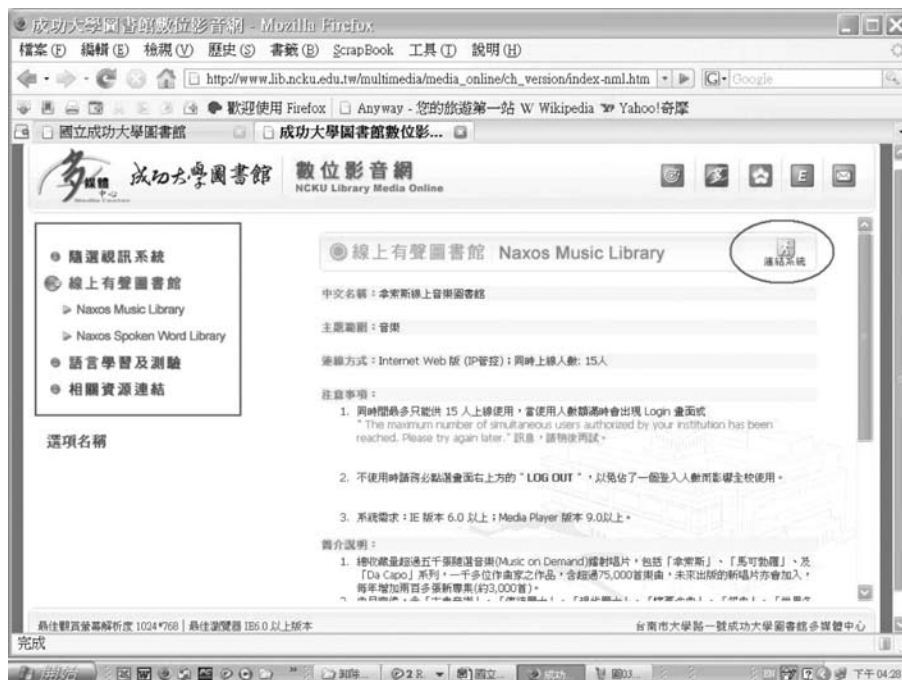 成功大學圖書館數位影音網 - Mozilla Firefox
檔案(F) 編輯(E) 檢視(V) 歷史(S) 書籤(B) ScrapBook 工具(T) 說明(H)
http://www.lib.ncku.edu.tw/multimedia/media_online/ch_version/index-nml.htm
Google
歡迎使用 Firefox Anyway - 您的旅遊第一站 W Wikipedia Yahoo!奇摩
國立成功大學圖書館 成功大學圖書館數位影...
多媒體中心 成功大學圖書館 數位影音網
Media Center NCKU Library Media Online
E
隨選視訊系統
線上有聲圖書館
Naxos Music Library
Naxos Spoken Word Library
語言學習及測驗
相關資源連結
選項名稱
線上有聲圖書館 Naxos Music Library
連結系統
中文名稱：拿索斯線上音樂圖書館
主題範圍：音樂
連線方式：Internet Web 版 (IP管控)；同時上線人數: 15人
注意事項：
1. 同時間最多只能供 15 人上線使用，當使用人數額滿時會出現 Login 畫面或
" The maximum number of simultaneous users authorized by your institution has been
reached. Please try again later." 訊息，請稍後再試。
2. 不使用時請務必點選畫面右上方的 " LOG OUT "，以免佔了一個登入人數而影響全校使用。
3. 系統需求：IE 版本 6.0 以上；Media Player 版本 9.0以上。
簡介說明：
1. 總收藏量超過五千張隨選音樂(Music on Demand)鐳射唱片，包括「拿索斯」、「馬可勃羅」、及
「Da Capo」系列，一千多位作曲家之作品，含超過75,000首樂曲，未來出版的新唱片亦會加入，
每年增加兩百多張新專集(約3,000首)。
最佳觀賞螢幕解析度 1024*768 | 最佳瀏覽器 IE6.0 以上版本
台南市大學路一號成功大學圖書館多媒體中心
完成
開始 卸除... 2 R. 國立... 成功 圖03... 下午 04:28